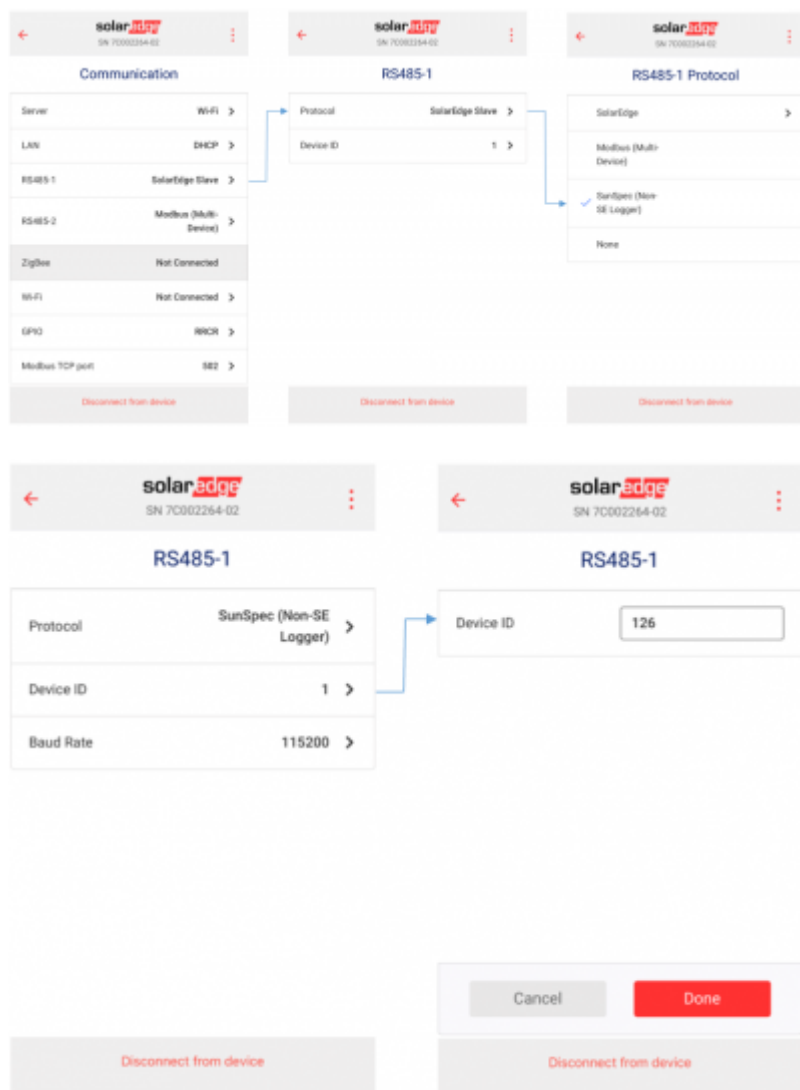 solaredge
SN 7C002264-02
Communication
Server Wi-Fi
LAN DHCP
RS485-1 SolarEdge Slave
RS485-2 Modbus (Multi-
Device)
ZigBee Not Connected
Wi-Fi Not Connected
GPIO RRCR
Modbus TCP port 502
Disconnect from device
solaredge
SN 7C002264-02
RS485-1
Protocol SolarEdge Slave
Device ID 1
Disconnect from device
solaredge
SN 7C002264-02
RS485-1 Protocol
SolarEdge
Modbus (Multi-
Device)
SunSpec (Non-
SE Logger)
None
Disconnect from device
solaredge
SN 7C002264-02
RS485-1
Protocol SunSpec (Non-SE
Logger)
Device ID 1
Baud Rate 115200
Disconnect from device
solaredge
SN 7C002264-02
RS485-1
Device ID 126
Cancel Done
Disconnect from device